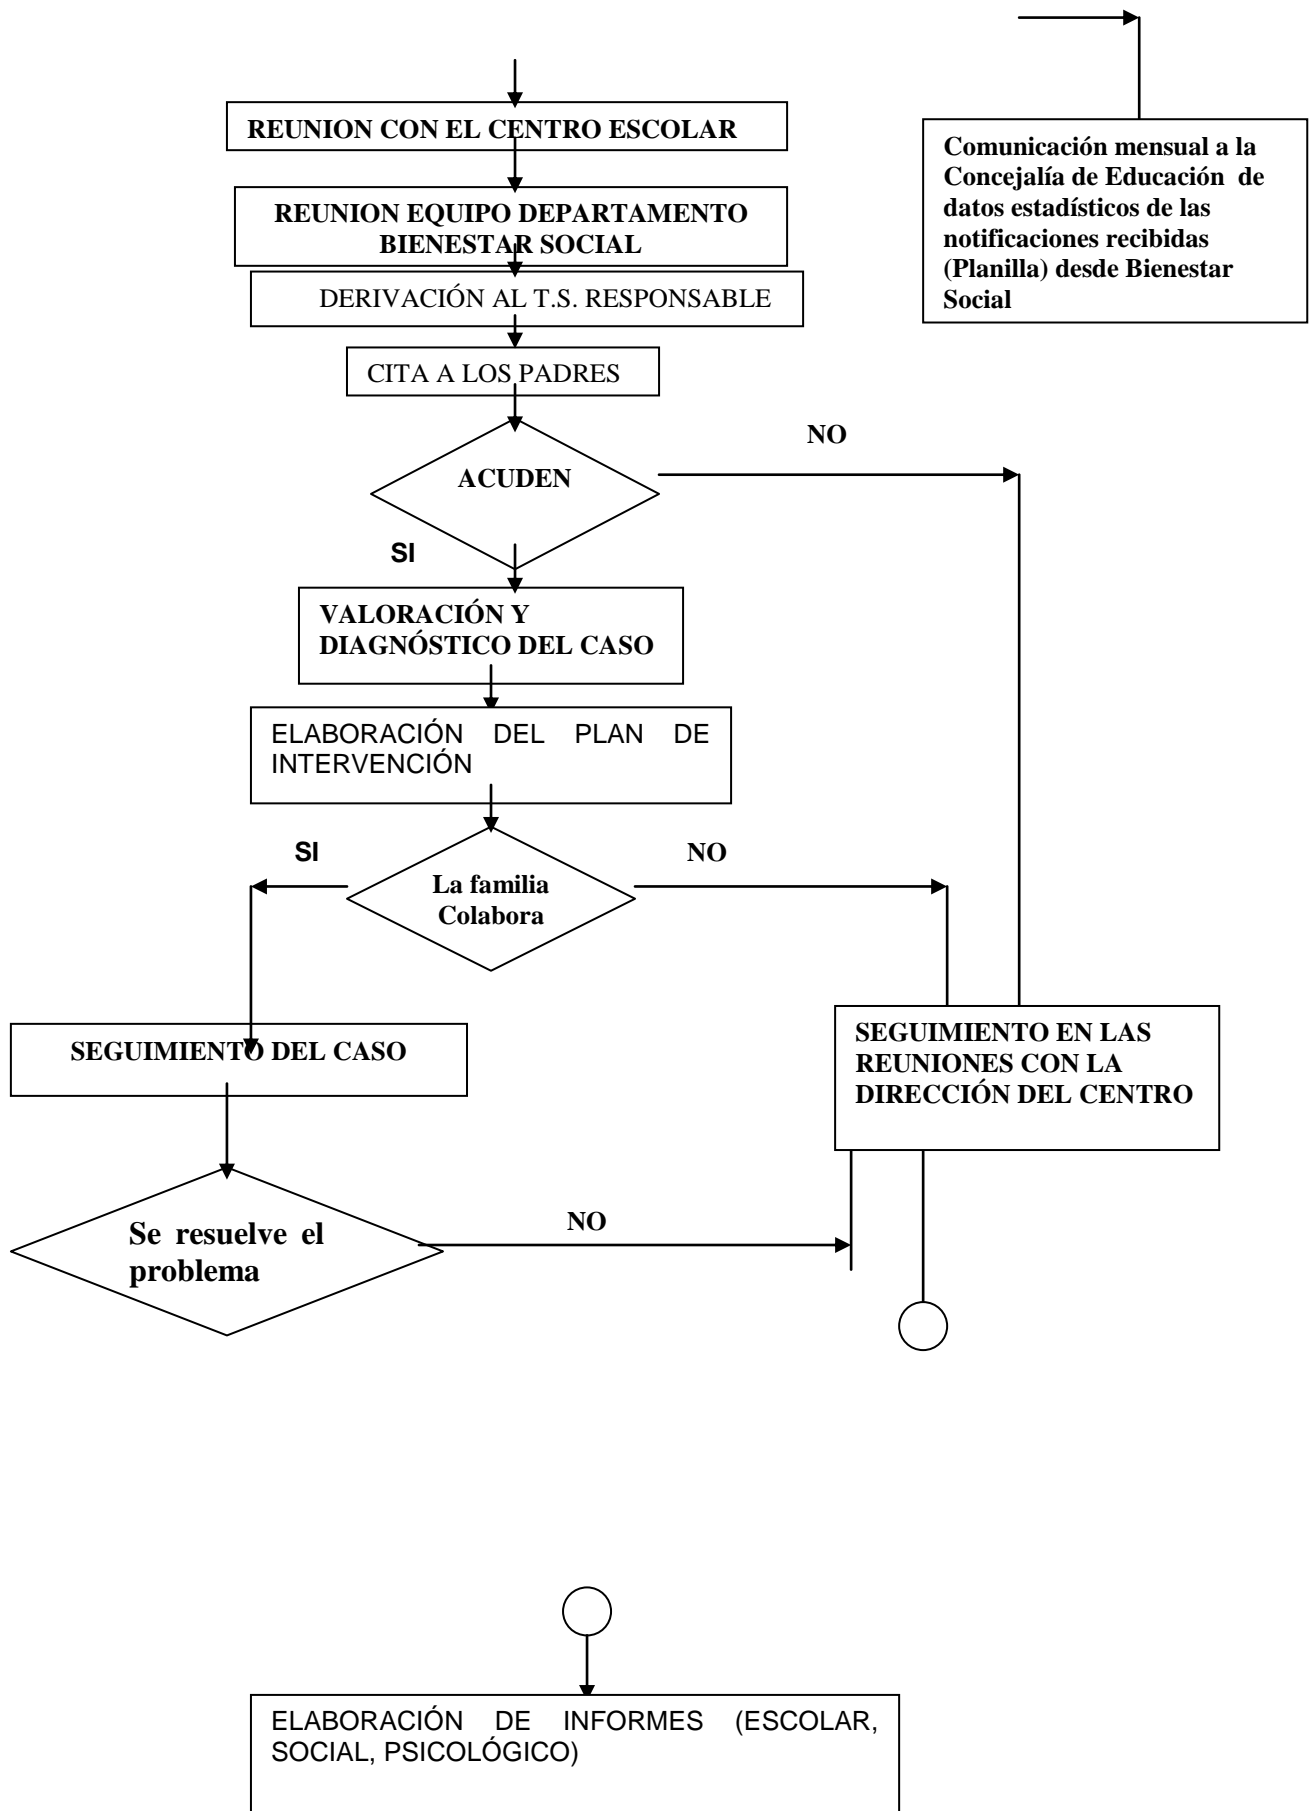 REUNION CON EL CENTRO ESCOLAR
Comunicación mensual a la
Concejalía de Educación de
datos estadísticos de las
notificaciones recibidas
(Planilla) desde Bienestar
Social
REUNION EQUIPO DEPARTAMENTO
BIENESTAR SOCIAL
DERIVACIÓN AL T.S. RESPONSABLE
CITA A LOS PADRES
NO
ACUDEN
SI
VALORACIÓN Y
DIAGNÓSTICO DEL CASO
ELABORACIÓN DEL PLAN DE
INTERVENCIÓN
SI
NO
La familia
Colabora
SEGUIMIENTO DEL CASO
SEGUIMIENTO EN LAS
REUNIONES CON LA
DIRECCIÓN DEL CENTRO
Se resuelve el
problema
NO
ELABORACIÓN DE INFORMES (ESCOLAR,
SOCIAL, PSICOLÓGICO)